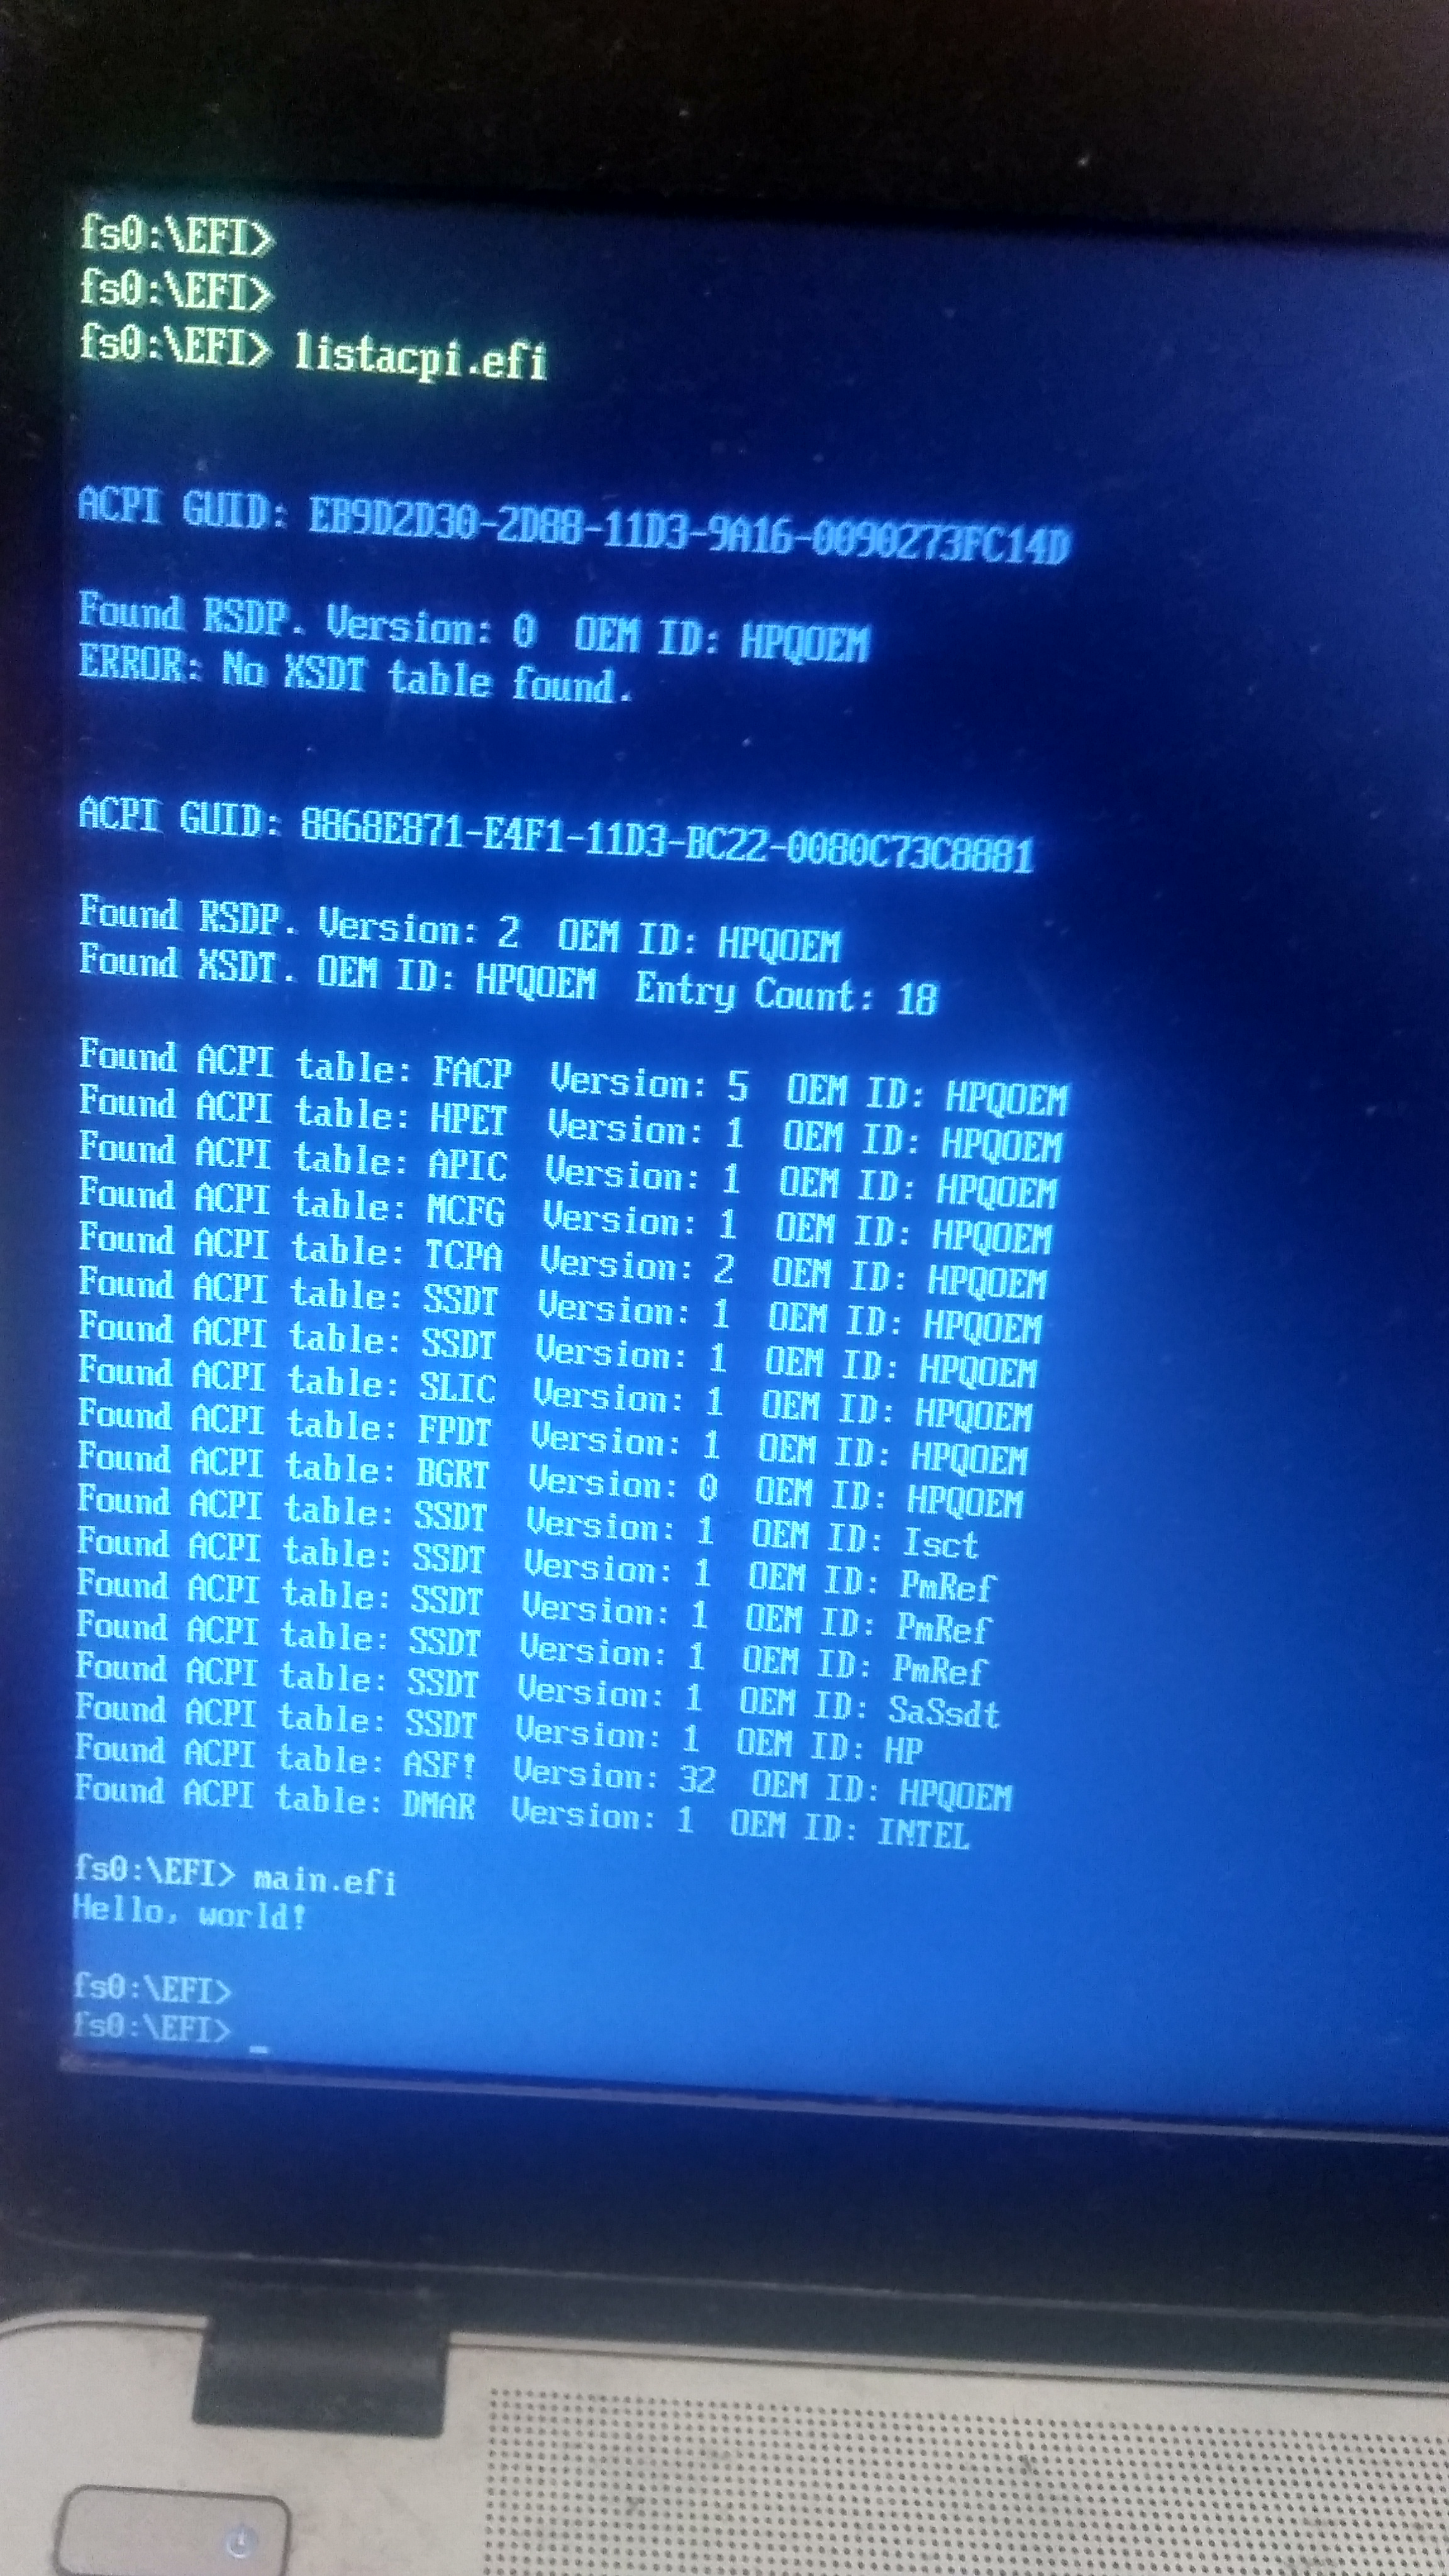 fs0:\EFI>
fs0:\EFI>
fs0:\EFI> listacpi.efi
ACPI GUID: EB9D2D30-2D88-11D3-9A16-0090273FC14D
Found RSDP. Version: 0  OEM ID: HPQOEM
ERROR: No XSDT table found.
ACPI GUID: 8868E871-E4F1-11D3-BC22-0080C73C8881
Found RSDP. Version: 2  OEM ID: HPQOEM
Found XSDT. OEM ID: HPQOEM  Entry Count: 18
Found ACPI table: FACP  Version: 5  OEM ID: HPQOEM
Found ACPI table: HPET  Version: 1  OEM ID: HPQOEM
Found ACPI table: APIC  Version: 1  OEM ID: HPQOEM
Found ACPI table: MCFG  Version: 1  OEM ID: HPQOEM
Found ACPI table: TCPA  Version: 2  OEM ID: HPQOEM
Found ACPI table: SSDT  Version: 1  OEM ID: HPQOEM
Found ACPI table: SSDT  Version: 1  OEM ID: HPQOEM
Found ACPI table: SLIC  Version: 1  OEM ID: HPQOEM
Found ACPI table: FPDT  Version: 1  OEM ID: HPQOEM
Found ACPI table: BGRT  Version: 0  OEM ID: HPQOEM
Found ACPI table: SSDT  Version: 1  OEM ID: Isct
Found ACPI table: SSDT  Version: 1  OEM ID: PmRef
Found ACPI table: SSDT  Version: 1  OEM ID: PmRef
Found ACPI table: SSDT  Version: 1  OEM ID: PmRef
Found ACPI table: SSDT  Version: 1  OEM ID: SaSsdt
Found ACPI table: SSDT  Version: 1  OEM ID: HP
Found ACPI table: ASF!  Version: 32  OEM ID: HPQOEM
Found ACPI table: DMAR  Version: 1  OEM ID: INTEL
fs0:\EFI> main.efi
Hello, world!
fs0:\EFI>
fs0:\EFI> _